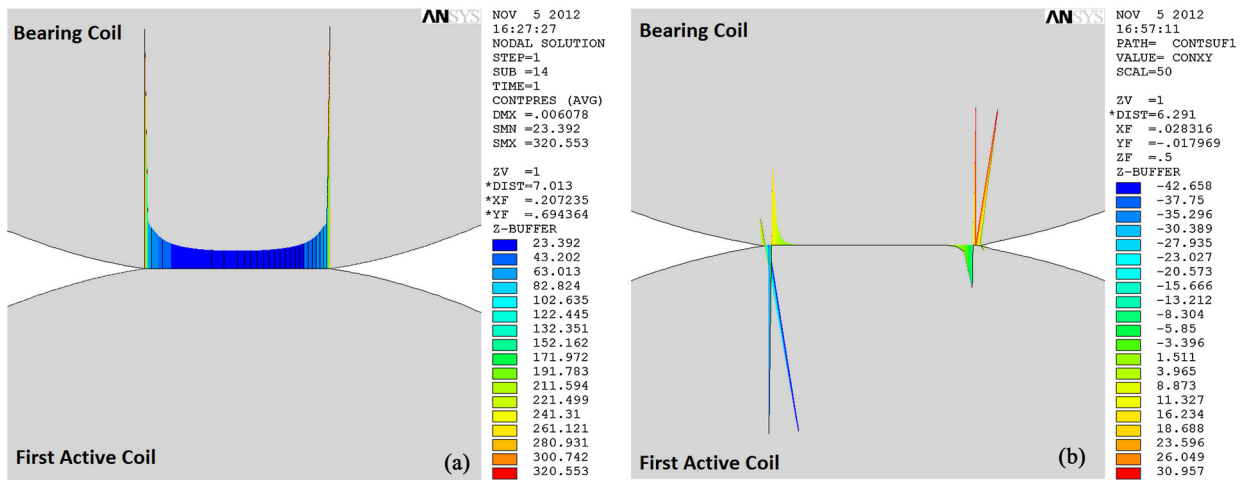 Bearing Coil
ANSYS
NOV 5 2012
16:27:27
NODAL SOLUTION
STEP=1
SUB =14
TIME=1
CONTPRES (AVG)
DMX =.006078
SMN =23.392
SMX =320.553
ZV =1
*DIST=7.013
*XF =.207235
*YF =.694364
Z-BUFFER
23.392
43.202
63.013
82.824
102.635
122.445
132.351
152.162
171.972
191.783
211.594
221.499
241.31
261.121
280.931
300.742
320.553
First Active Coil
(a)
Bearing Coil
ANSYS
NOV 5 2012
16:57:11
PATH= CONTSUF1
VALUE= CONXY
SCAL=50
ZV =1
*DIST=6.291
XF =.028316
YF =-.017969
ZF =.5
Z-BUFFER
-42.658
-37.75
-35.296
-30.389
-27.935
-23.027
-20.573
-15.666
-13.212
-8.304
-5.85
-3.396
1.511
3.965
8.873
11.327
16.234
18.688
23.596
26.049
30.957
First Active Coil
(b)